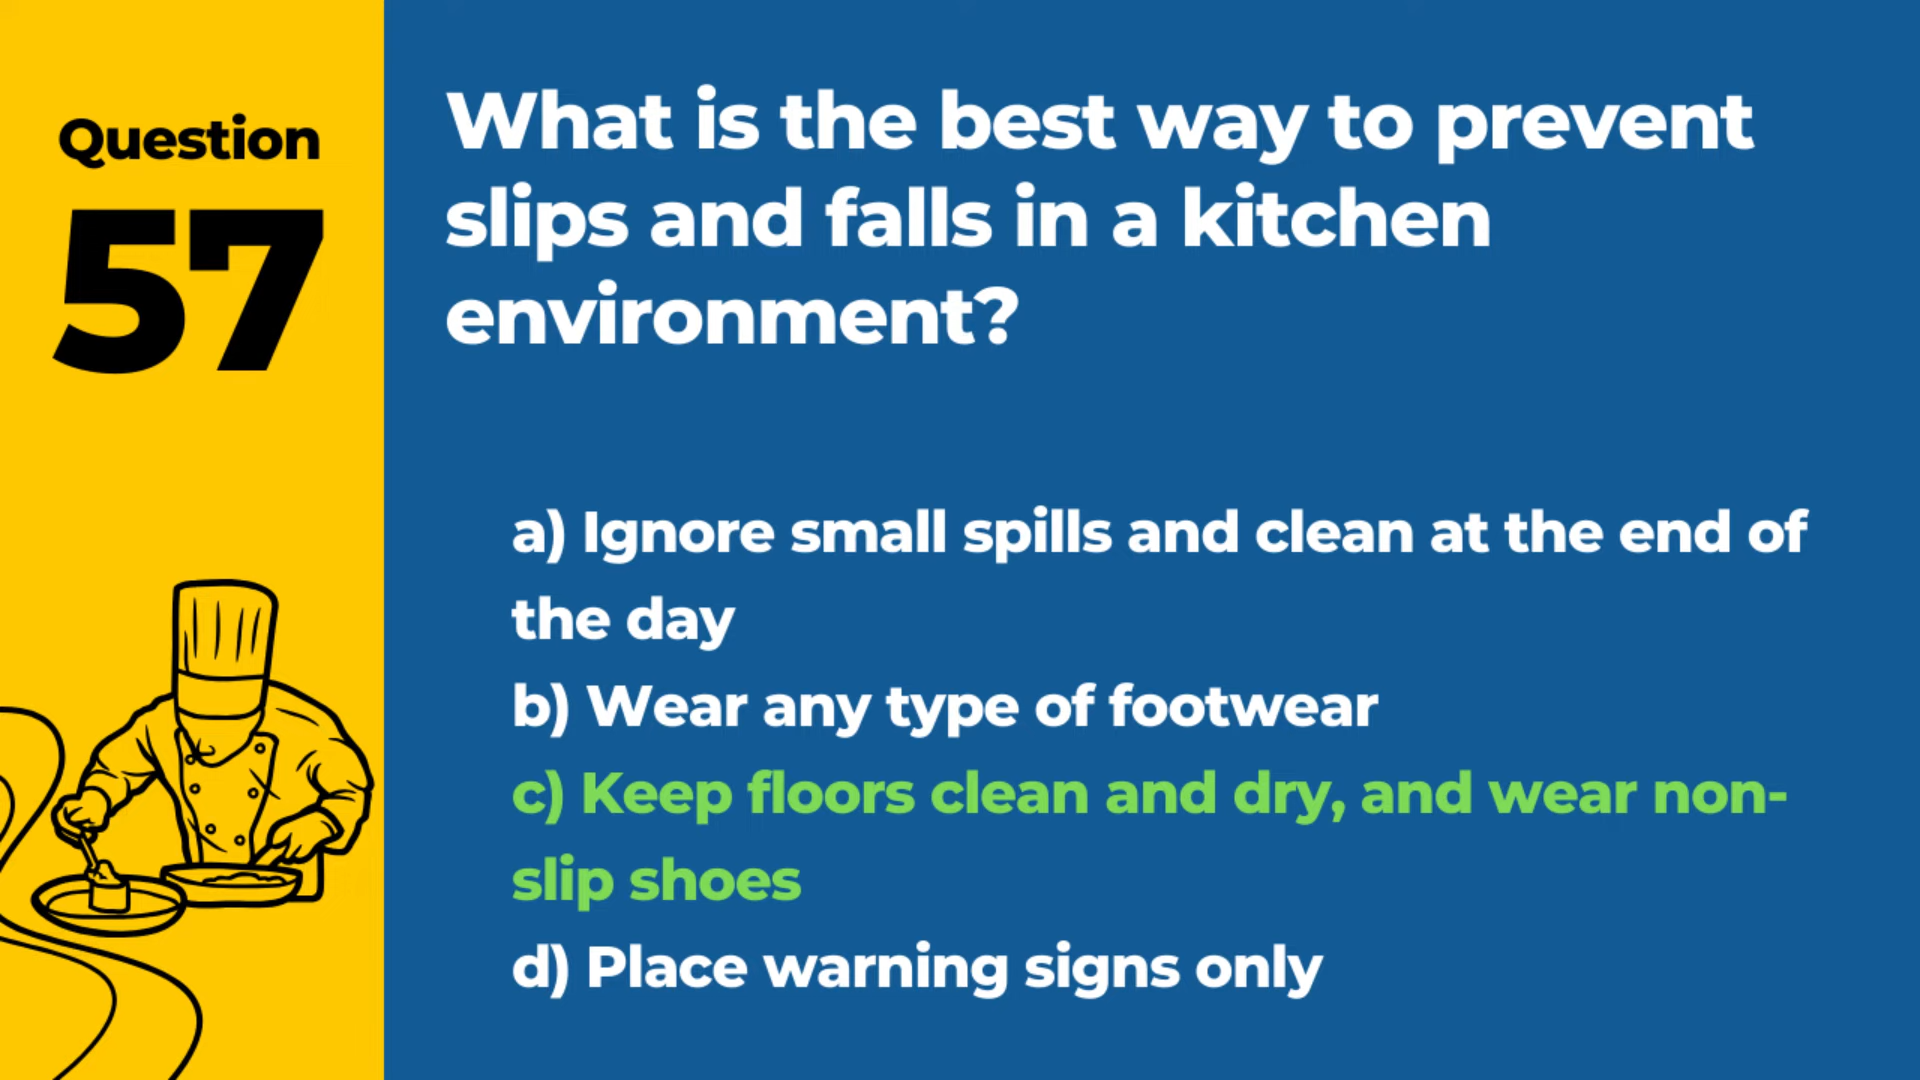 Question
57
What is the best way to prevent
slips and falls in a kitchen
environment?
a) Ignore small spills and clean at the end of
the day
b) Wear any type of footwear
c) Keep floors clean and dry, and wear non-
slip shoes
d) Place warning signs only